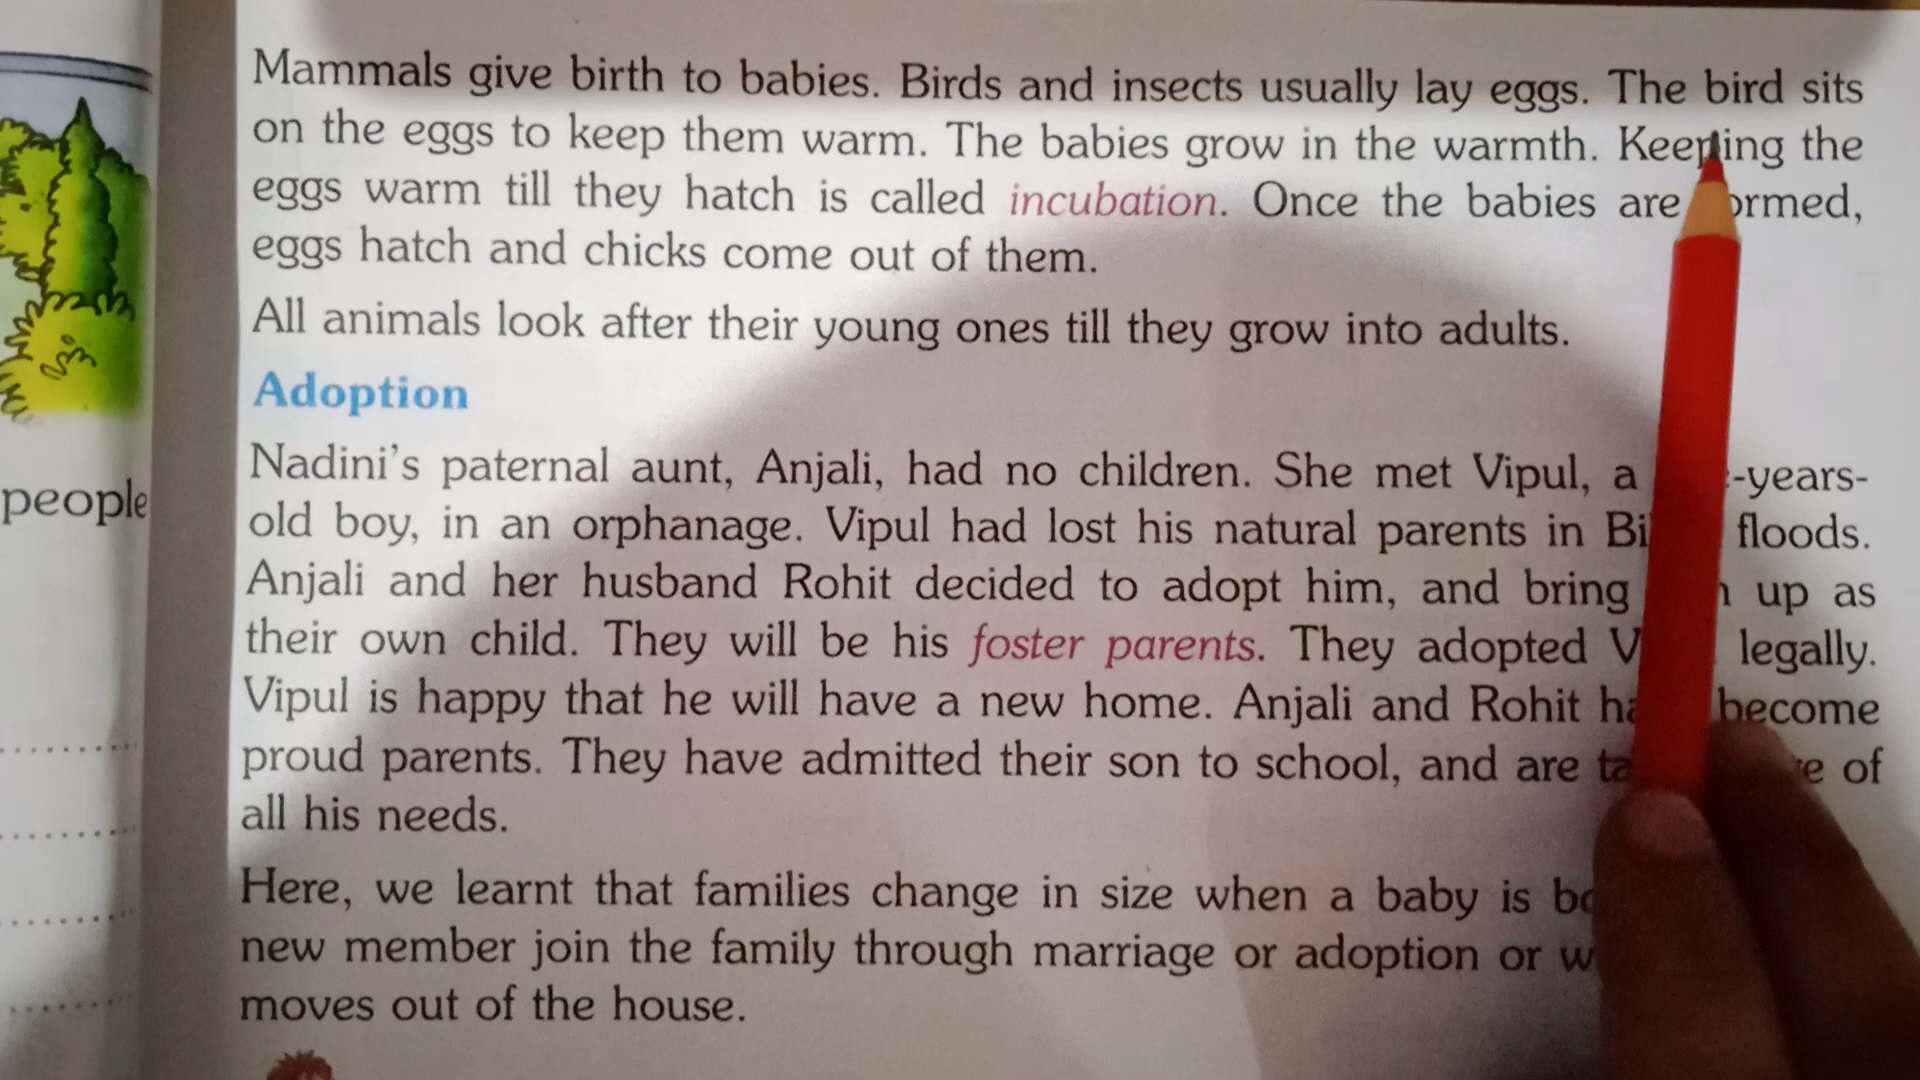 Mammals give birth to babies. Birds and insects usually lay eggs. The bird sits
on the eggs to keep them warm. The babies grow in the warmth. Keeping the
eggs warm till they hatch is called incubation. Once the babies are formed,
eggs hatch and chicks come out of them.
All animals look after their young ones till they grow into adults.
Adoption
Nadini's paternal aunt, Anjali, had no children. She met Vipul, a -years-
old boy, in an orphanage. Vipul had lost his natural parents in floods.
Anjali and her husband Rohit decided to adopt him, and bring up as
their own child. They will be his foster parents. They adopted legally.
Vipul is happy that he will have a new home. Anjali and Rohit become
proud parents. They have admitted their son to school, and are of
all his needs.
Here, we learnt that families change in size when a baby is
new member join the family through marriage or adoption or
moves out of the house.
people